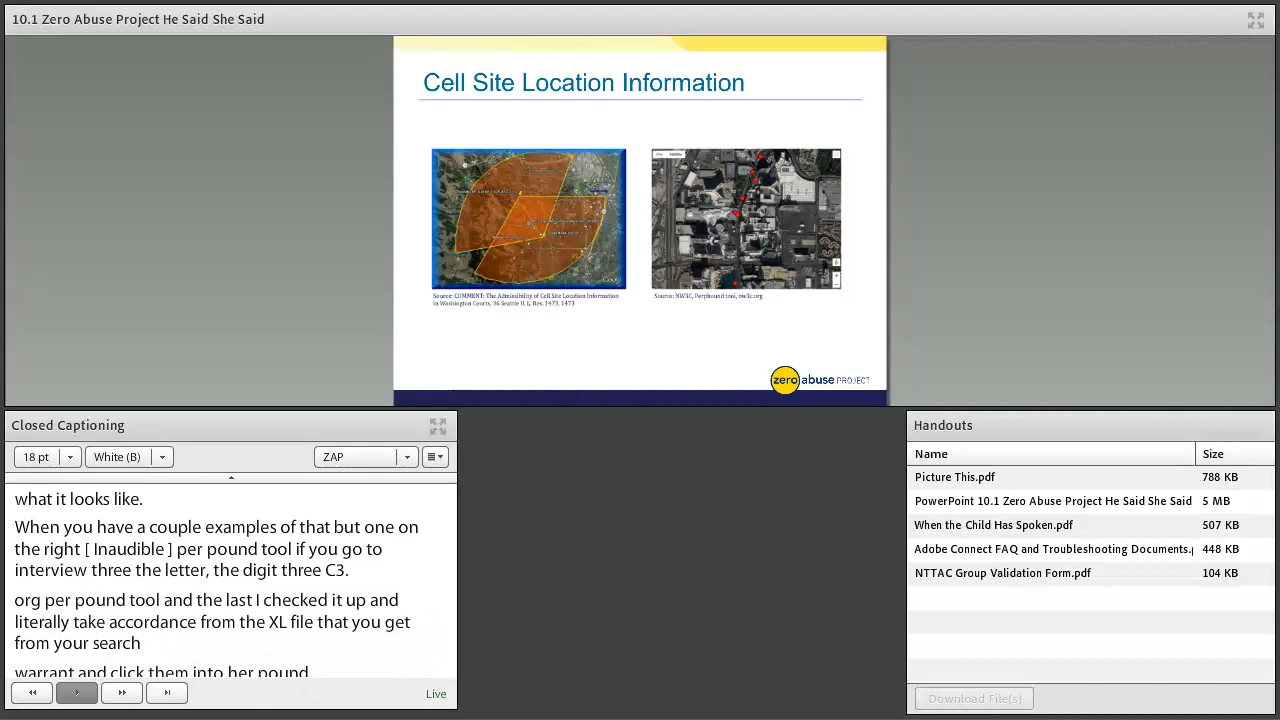 10.1 Zero Abuse Project He Said She Said
Cell Site Location Information
Source: COMMENT: The Admissibility of Cell Site Location Information
in Washington Courts, 36 Seattle U. L. Rev. 1473, 1473
Source: NW3C, Perphound tool, nw3c.org
zero abuse PROJECT
Closed Captioning
18 pt
White (B)
ZAP
what it looks like.
When you have a couple examples of that but one on
the right [ Inaudible ] per pound tool if you go to
interview three the letter, the digit three C3.
org per pound tool and the last I checked it up and
literally take accordance from the XL file that you get
from your search
warrant and click them into her pound
Live
Handouts
Name Size
Picture This.pdf 788 KB
PowerPoint 10.1 Zero Abuse Project He Said She Said 5 MB
When the Child Has Spoken.pdf 507 KB
Adobe Connect FAQ and Troubleshooting Documents.p 448 KB
NTTAC Group Validation Form.pdf 104 KB
Download File(s)